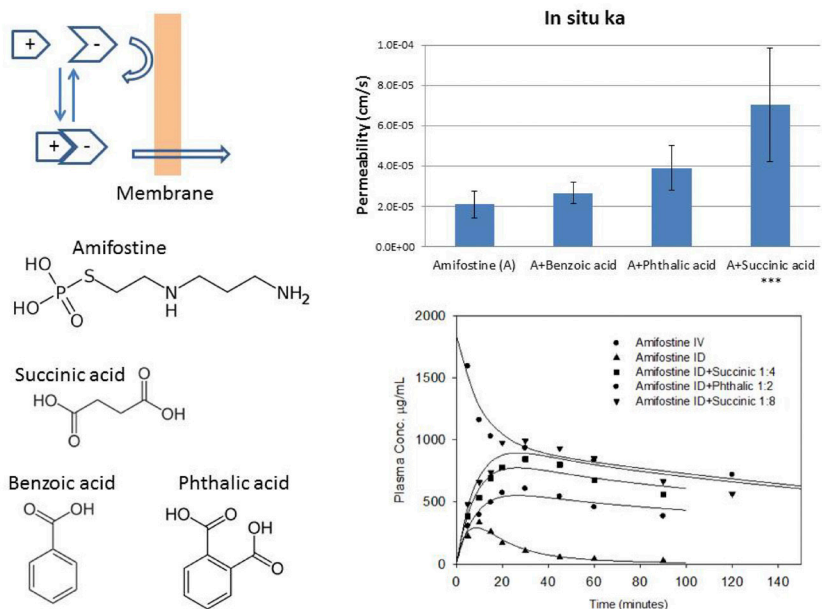 + -
+ -
Membrane
Amifostine
HO
HO
P
O
S
N
H
NH2
Succinic acid
HO
O
O
OH
Benzoic acid
O
OH
Phthalic acid
HO
O
OH
O
In situ ka
Permeability (cm/s)
1.0E-04
8.0E-05
6.0E-05
4.0E-05
2.0E-05
0.0E+00
Amifostine (A) A+Benzoic acid A+Phthalic acid A+Succinic acid
***
Plasma Conc. μg/mL
2000
1500
1000
500
0
Amifostine IV
Amifostine ID
Amifostine ID+Succinic 1:4
Amifostine ID+Phthalic 1:2
Amifostine ID+Succinic 1:8
0 20 40 60 80 100 120 140
Time (minutes)